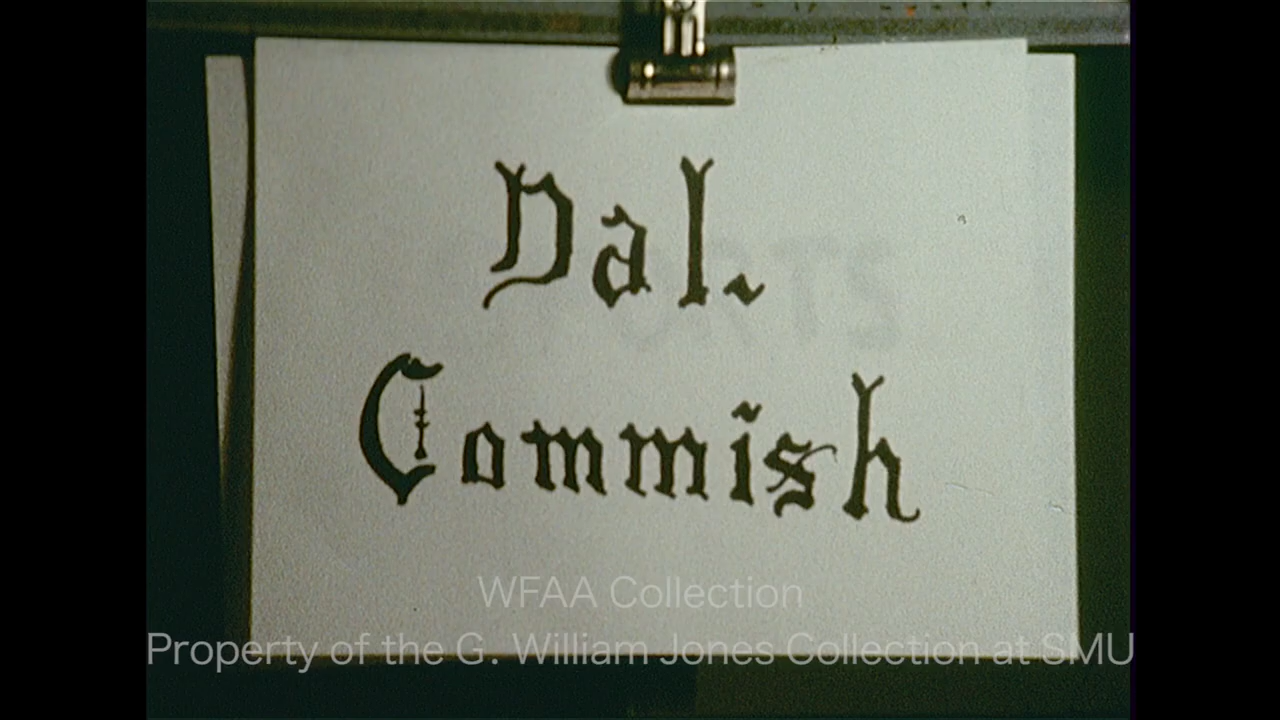 Dal.
Commish
WFAA Collection
Property of the G. William Jones Collection at SMU